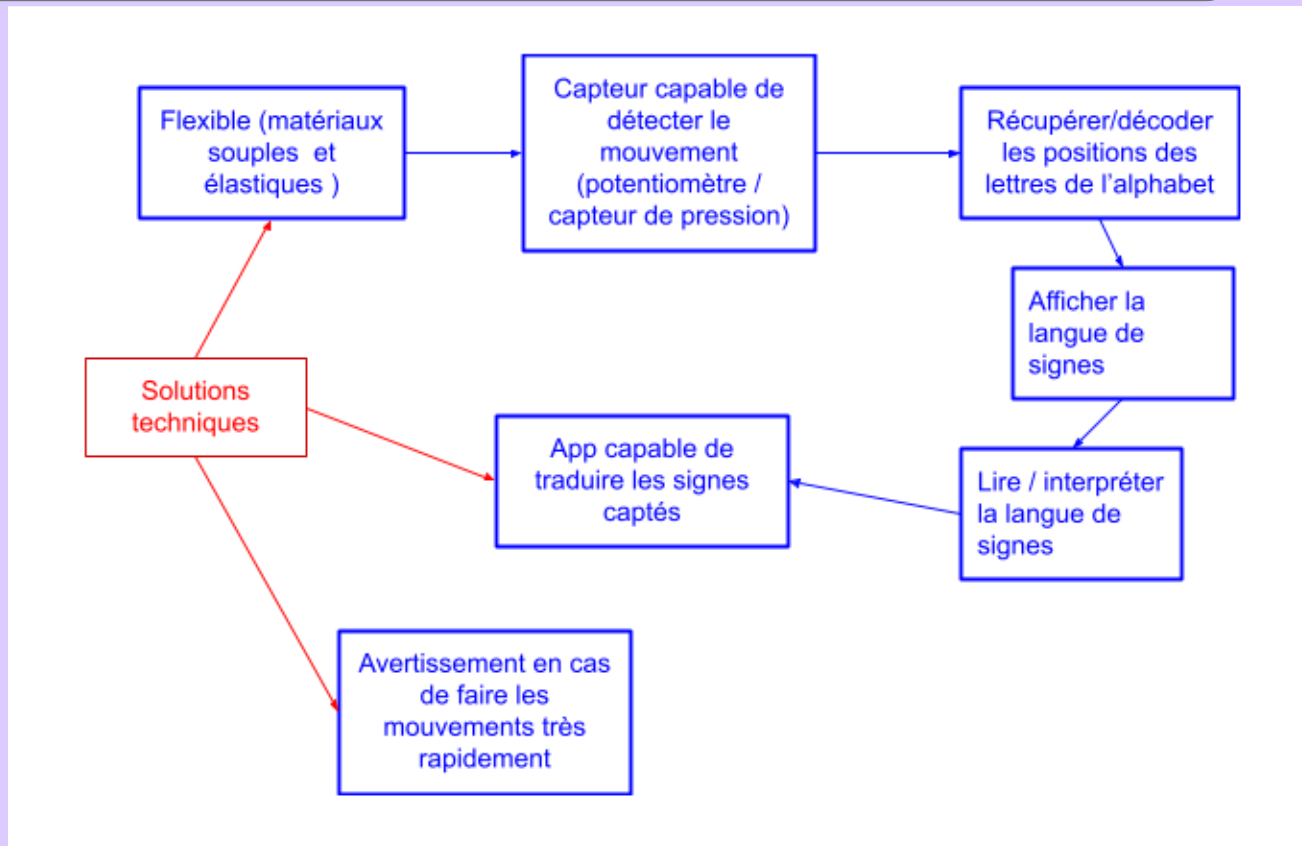 Flexible (matériaux
souples et
élastiques )
Capteur capable de
détecter le
mouvement
(potentiomètre /
capteur de pression)
Récupérer/décoder
les positions des
lettres de l'alphabet
Afficher la
langue de
signes
Lire / interpréter
la langue de
signes
Solutions
techniques
App capable de
traduire les signes
captés
Avertissement en cas
de faire les
mouvements très
rapidement